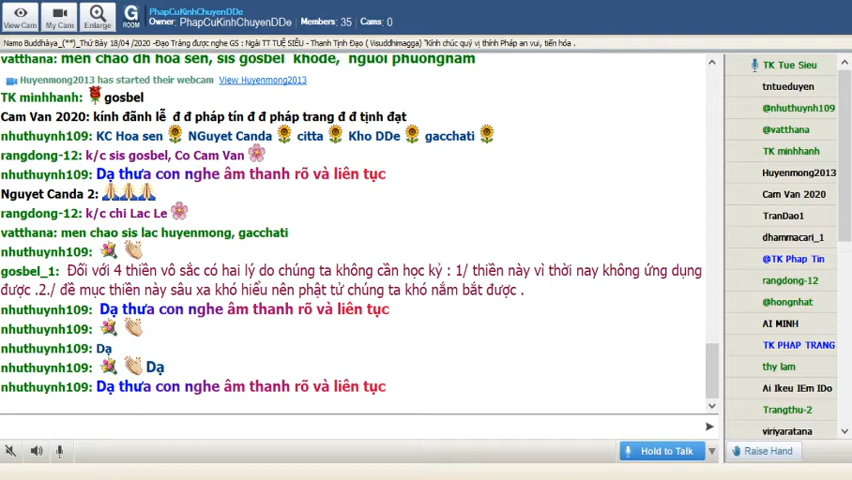 View Cam
My Cam
Enlarge
G
ROOM
PhapCuKinhChuyenDDe
Owner: PhapCuKinhChuyenDDe Members: 35 Cams: 0
Namo Buddhàya_(**)_Thứ Bảy 18/04 /2020 -Đạo Tràng được nghe GS : Ngài TT TUỆ SIÊU - Thanh Tịnh Đạo ( Visuddhimagga) "Kính chúc quý vị thính Pháp an vui, tiến hóa .
vatthana: men chao dh hoa sen, sis gosbel khode, nguoi phuongnam
Huyenmong2013 has started their webcam View Huyenmong2013
TK minhhanh: gosbel
Cam Van 2020: kính đãnh lễ đ đ pháp tín đ đ pháp trang đ đ tịnh đạt
nhuthuynh109: KC Hoa sen NGuyet Canda citta Kho DDe gacchati
rangdong-12: k/c sis gosbel, Co Cam Van
nhuthuynh109: Dạ thưa con nghe âm thanh rõ và liên tục
Nguyet Canda 2:
rangdong-12: k/c chi Lac Le
vatthana: men chao sis lac huyenmong, gacchati
nhuthuynh109:
gosbel_1: Đối với 4 thiền vô sắc có hai lý do chúng ta không cần học kỷ : 1/ thiền này vì thời nay không ứng dụng
được .2./ đề mục thiền này sâu xa khó hiểu nên phật tử chúng ta khó nắm bắt được .
nhuthuynh109: Dạ thưa con nghe âm thanh rõ và liên tục
nhuthuynh109:
nhuthuynh109: Dạ
nhuthuynh109: Dạ
nhuthuynh109: Dạ thưa con nghe âm thanh rõ và liên tục
Hold to Talk
TK Tue Sieu
tntueduyen
@nhuthuynh109
@vatthana
TK minhhanh
Huyenmong2013
Cam Van 2020
TranDao1
dhammacari_1
@TK Phap Tin
rangdong-12
@hongnhat
AI MINH
TK PHAP TRANG
thy lam
Ai Ikeu IEm IDo
Trangthu-2
viriyaratana
Raise Hand